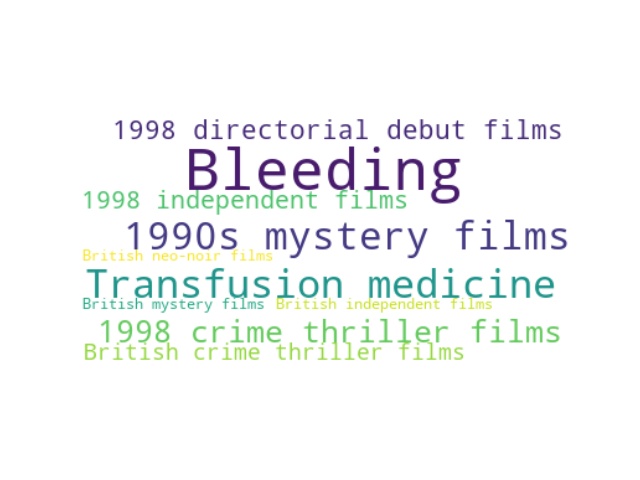 1998 directorial debut films
Bleeding
1998 independent films
1990s mystery films
British neo-noir films
Transfusion medicine
British mystery films British independent films
1998 crime thriller films
British crime thriller films